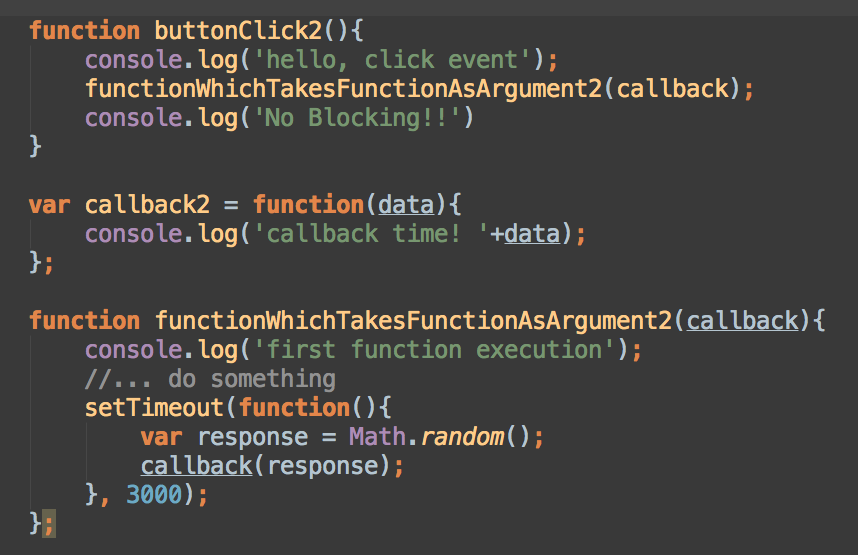 function buttonClick2(){
    console.log('hello, click event');
    functionWhichTakesFunctionAsArgument2(callback);
    console.log('No Blocking!!')
}

var callback2 = function(data){
    console.log('callback time! '+data);
};

function functionWhichTakesFunctionAsArgument2(callback){
    console.log('first function execution');
    //... do something
    setTimeout(function(){
        var response = Math.random();
        callback(response);
    }, 3000);
};